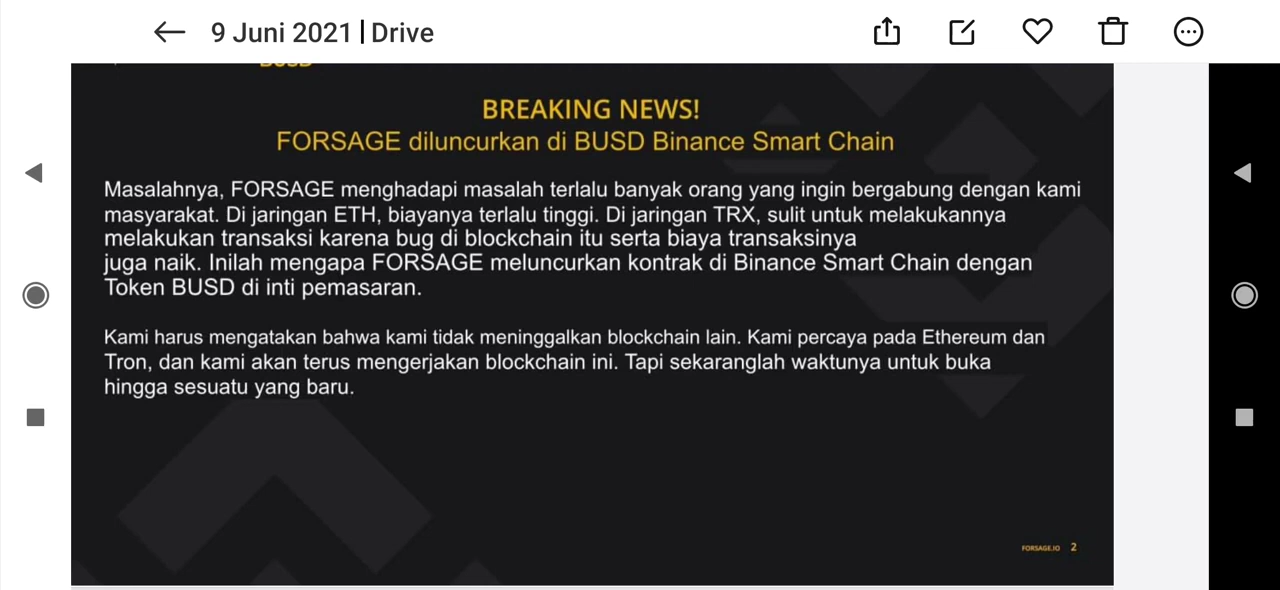 9 Juni 2021 | Drive
BUSD
BREAKING NEWS!
FORSAGE diluncurkan di BUSD Binance Smart Chain
Masalahnya, FORSAGE menghadapi masalah terlalu banyak orang yang ingin bergabung dengan kami
masyarakat. Di jaringan ETH, biayanya terlalu tinggi. Di jaringan TRX, sulit untuk melakukannya
melakukan transaksi karena bug di blockchain itu serta biaya transaksinya
juga naik. Inilah mengapa FORSAGE meluncurkan kontrak di Binance Smart Chain dengan
Token BUSD di inti pemasaran.
Kami harus mengatakan bahwa kami tidak meninggalkan blockchain lain. Kami percaya pada Ethereum dan
Tron, dan kami akan terus mengerjakan blockchain ini. Tapi sekaranglah waktunya untuk buka
hingga sesuatu yang baru.
FORSAGE.IO 2